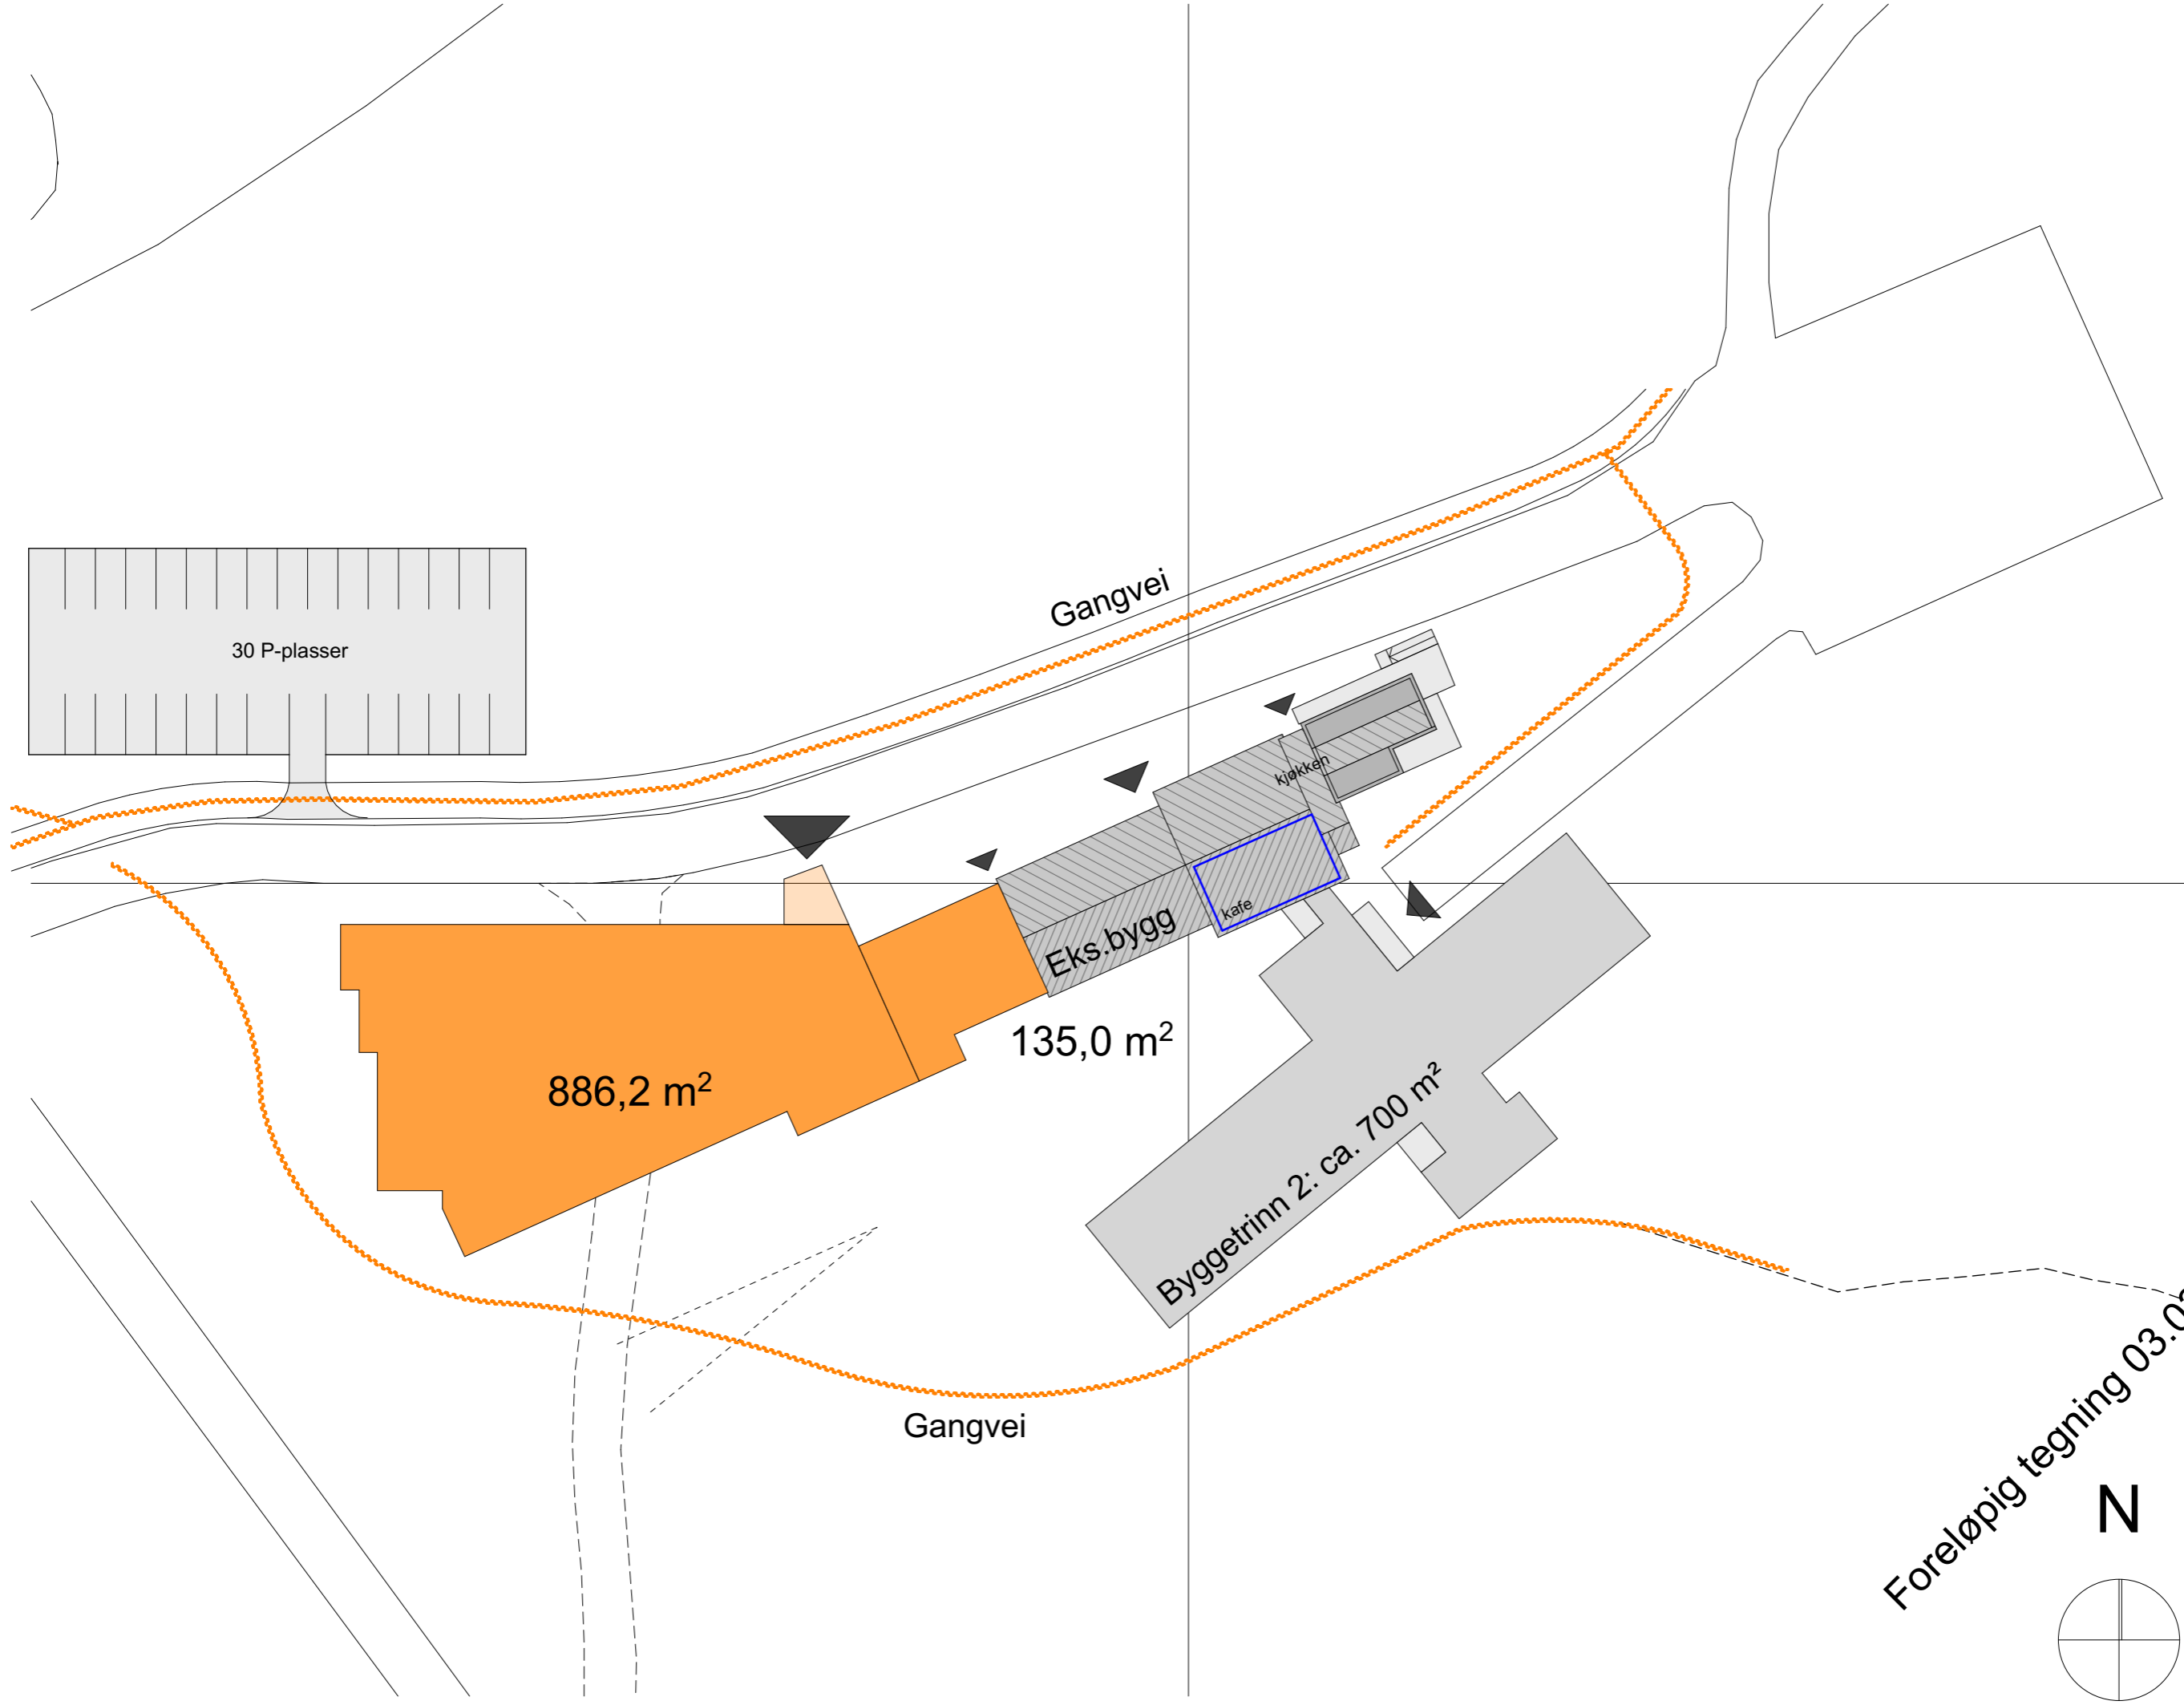 Gangvei
30 P-plasser
kjøkken
kafe
Eks.bygg
135,0 m²
886,2 m²
Byggetrinn 2: ca. 700 m²
Gangvei
Foreløpig tegning 03.0
N